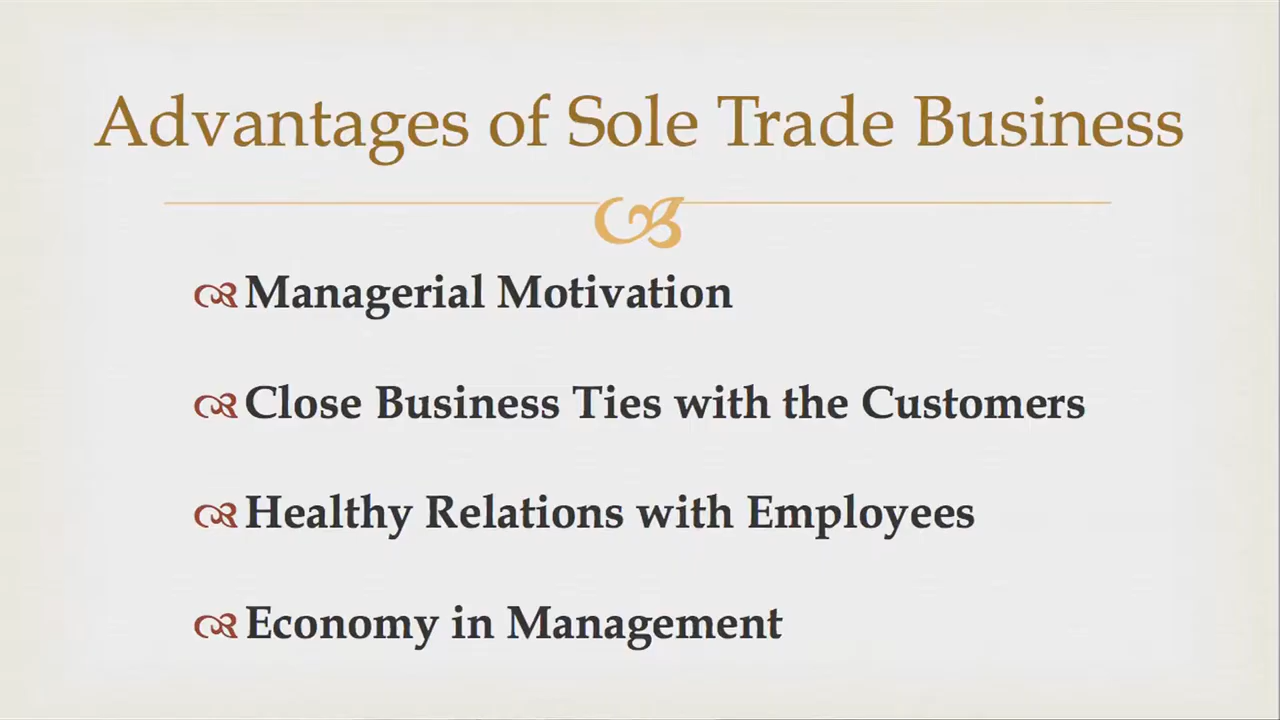 Advantages of Sole Trade Business
Managerial Motivation
Close Business Ties with the Customers
Healthy Relations with Employees
Economy in Management